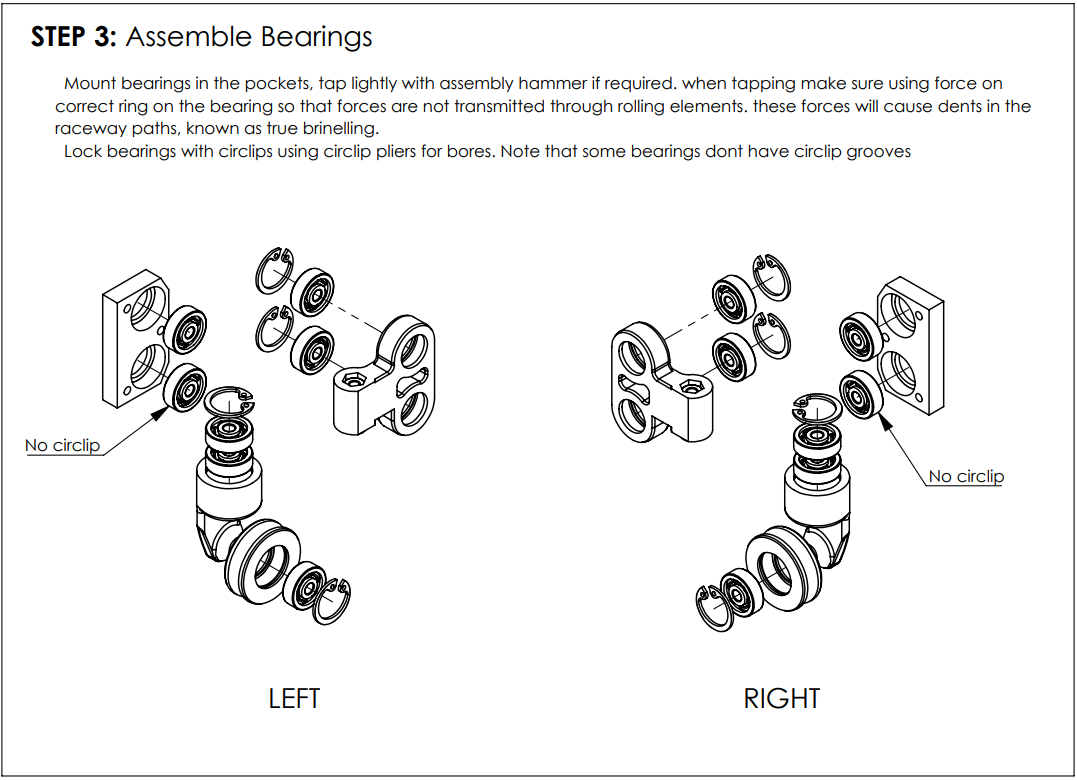 STEP 3: Assemble Bearings
Mount bearings in the pockets, tap lightly with assembly hammer if required. when tapping make sure using force on
correct ring on the bearing so that forces are not transmitted through rolling elements. these forces will cause dents in the
raceway paths, known as true brinelling.
Lock bearings with circlips using circlip pliers for bores. Note that some bearings dont have circlip grooves
No circlip
No circlip
LEFT
RIGHT